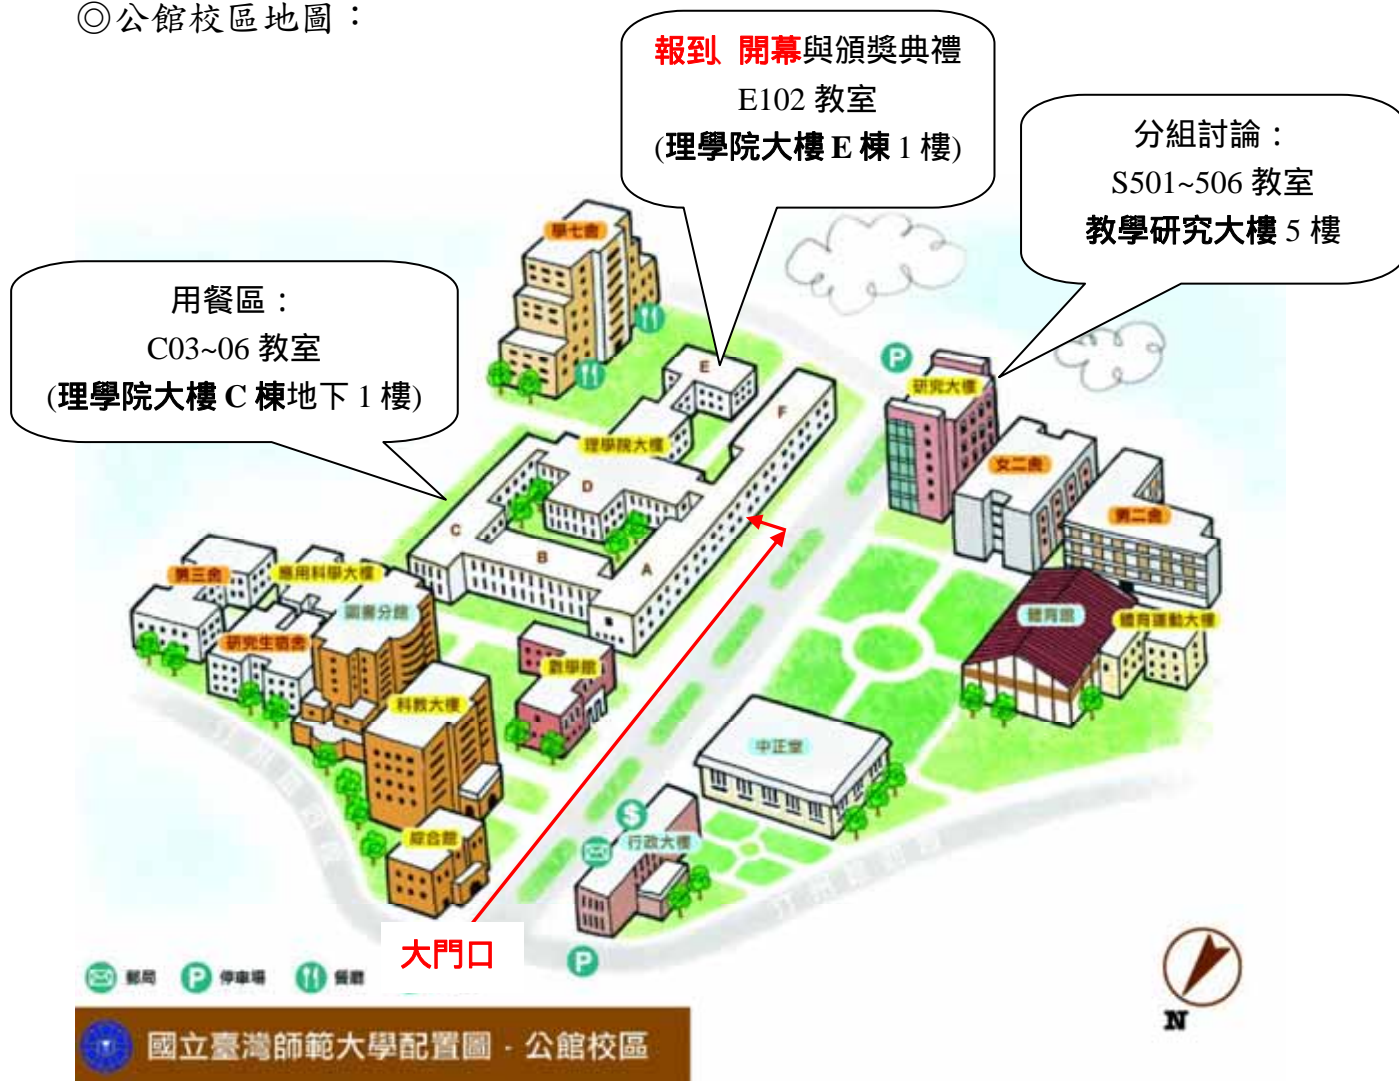 ◎公館校區地圖：
報到、開幕與頒獎典禮
E102 教室
(理學院大樓 E 棟 1 樓)
分組討論：
S501~506 教室
教學研究大樓 5 樓
用餐區：
C03~06 教室
(理學院大樓 C 棟地下 1 樓)
學七舍
E
F
P
研究大樓
理學院大樓
D
女二舍
C
B
A
第二舍
第三舍
應用科學大樓
圖書分館
體育館
體育運動大樓
研究生宿舍
數學館
科教大樓
中正堂
$
行政大樓
綜合館
大門口
P
郵局
P 停車場
餐廳
N
國立臺灣師範大學配置圖 - 公館校區